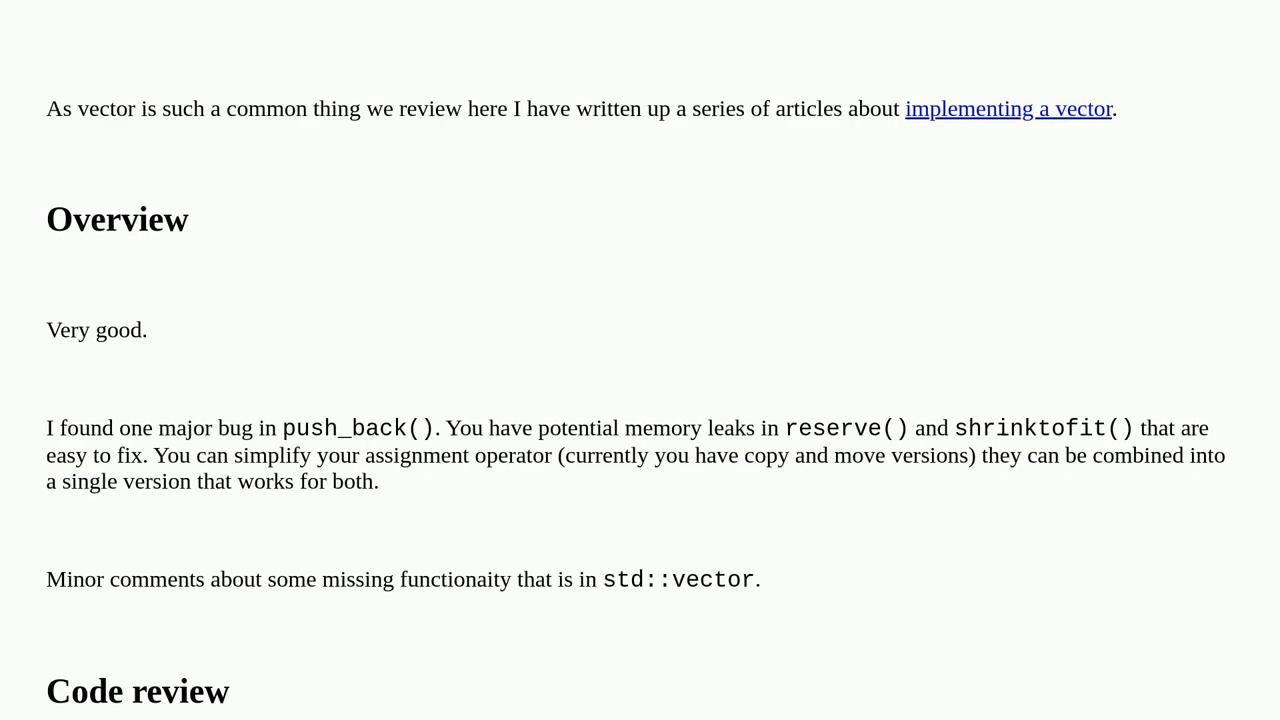 As vector is such a common thing we review here I have written up a series of articles about implementing a vector.
Overview
Very good.
I found one major bug in push_back(). You have potential memory leaks in reserve() and shrinktofit() that are
easy to fix. You can simplify your assignment operator (currently you have copy and move versions) they can be combined into
a single version that works for both.
Minor comments about some missing functionaity that is in std::vector.
Code review